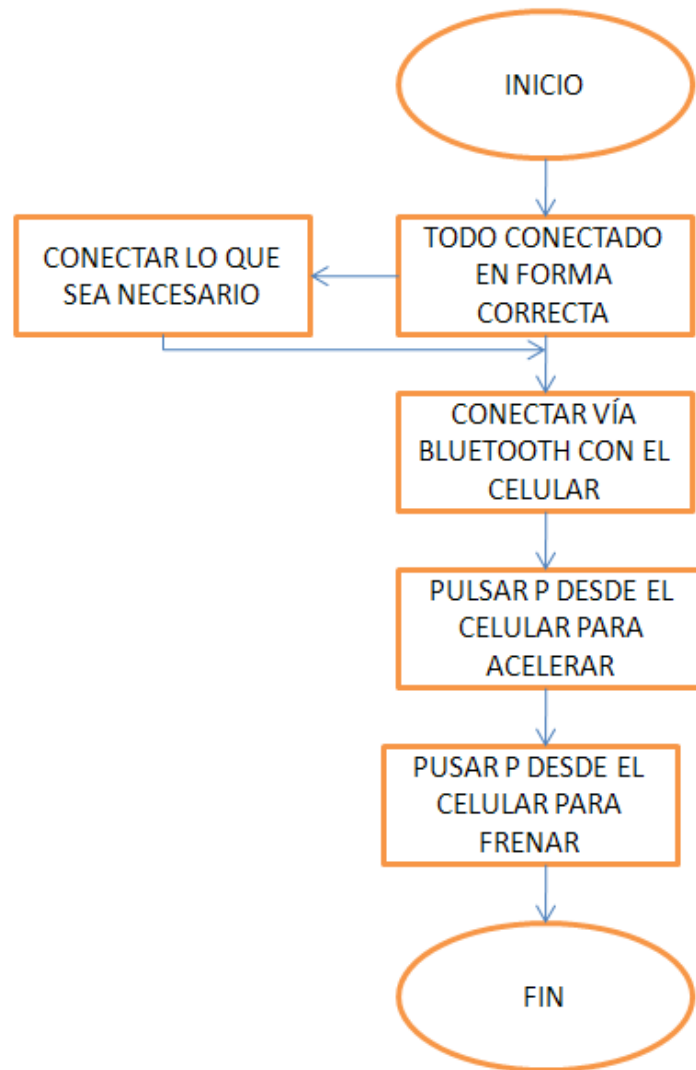 INICIO
TODO CONECTADO
EN FORMA
CORRECTA
CONECTAR LO QUE
SEA NECESARIO
CONECTAR VÍA
BLUETOOTH CON EL
CELULAR
PULSAR P DESDE EL
CELULAR PARA
ACELERAR
PUSAR P DESDE EL
CELULAR PARA
FRENAR
FIN